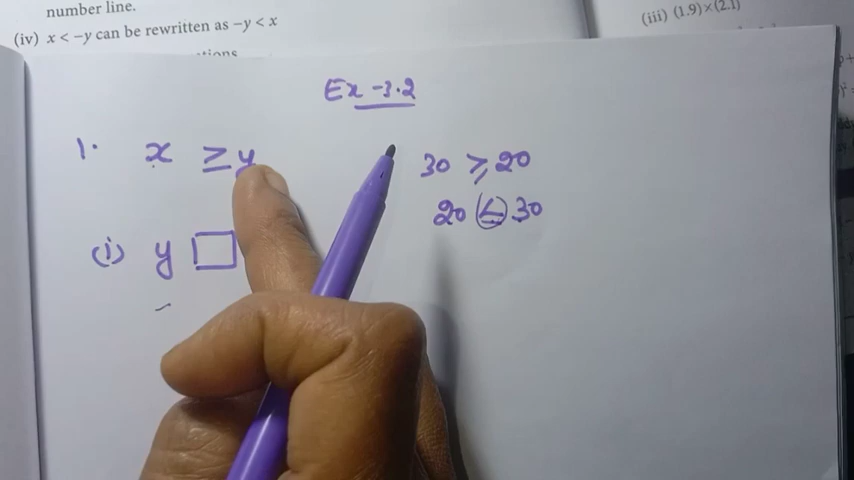 number line.
(iv) x < −y can be rewritten as −y < x
(iii) (1.9)×(2.1)
Ex -3.2
1. x ≥ y 30 ≥ 20
20 ≤ 30
(i) y □